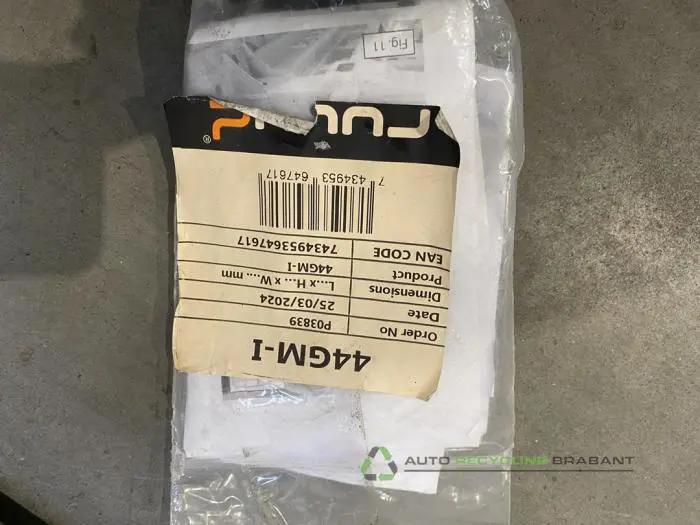 44GM-I
Order No P03839
Date 25/03/2024
Dimensions L... x H ... x W.... mm
Product 44GM-I
EAN CODE 7434953647617
7 434953 647617
®
Fig.11
AUTO RECYCLING BRABANT